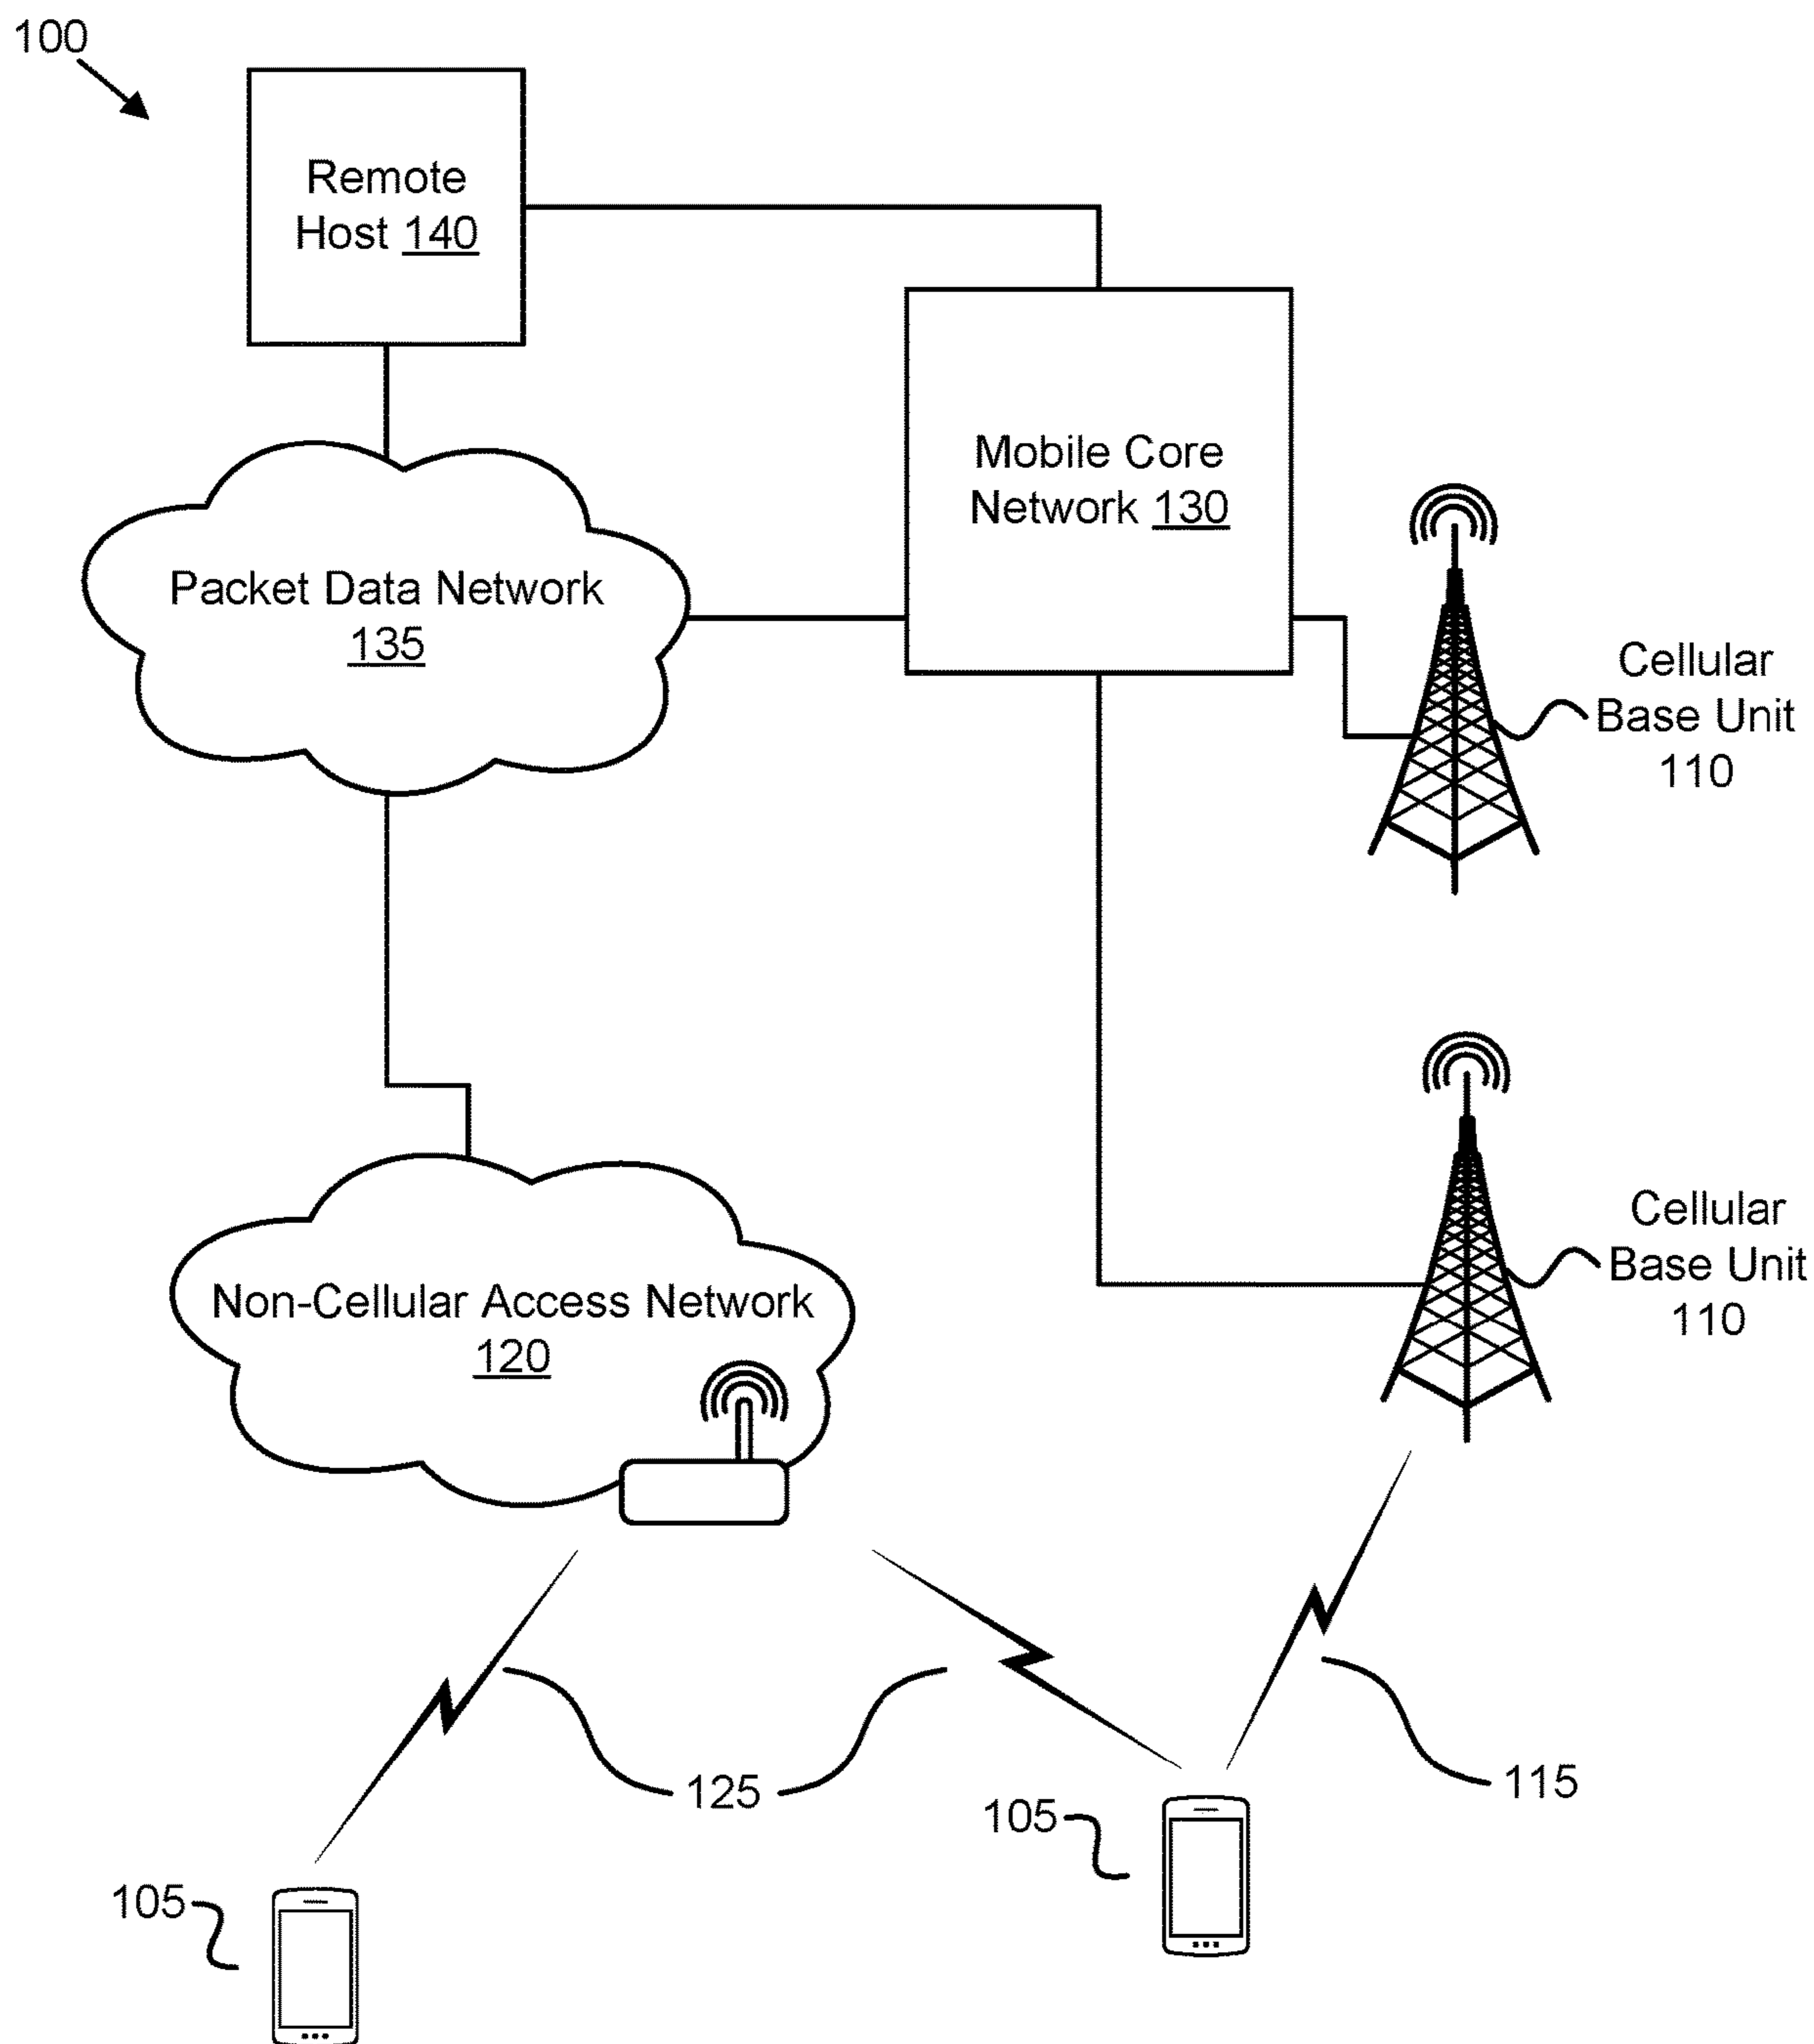 100
Remote
Host 140
Mobile Core
Network 130
Packet Data Network
135
Cellular
Base Unit
110
Cellular
Base Unit
110
Non-Cellular Access Network
120
125
115
105
105